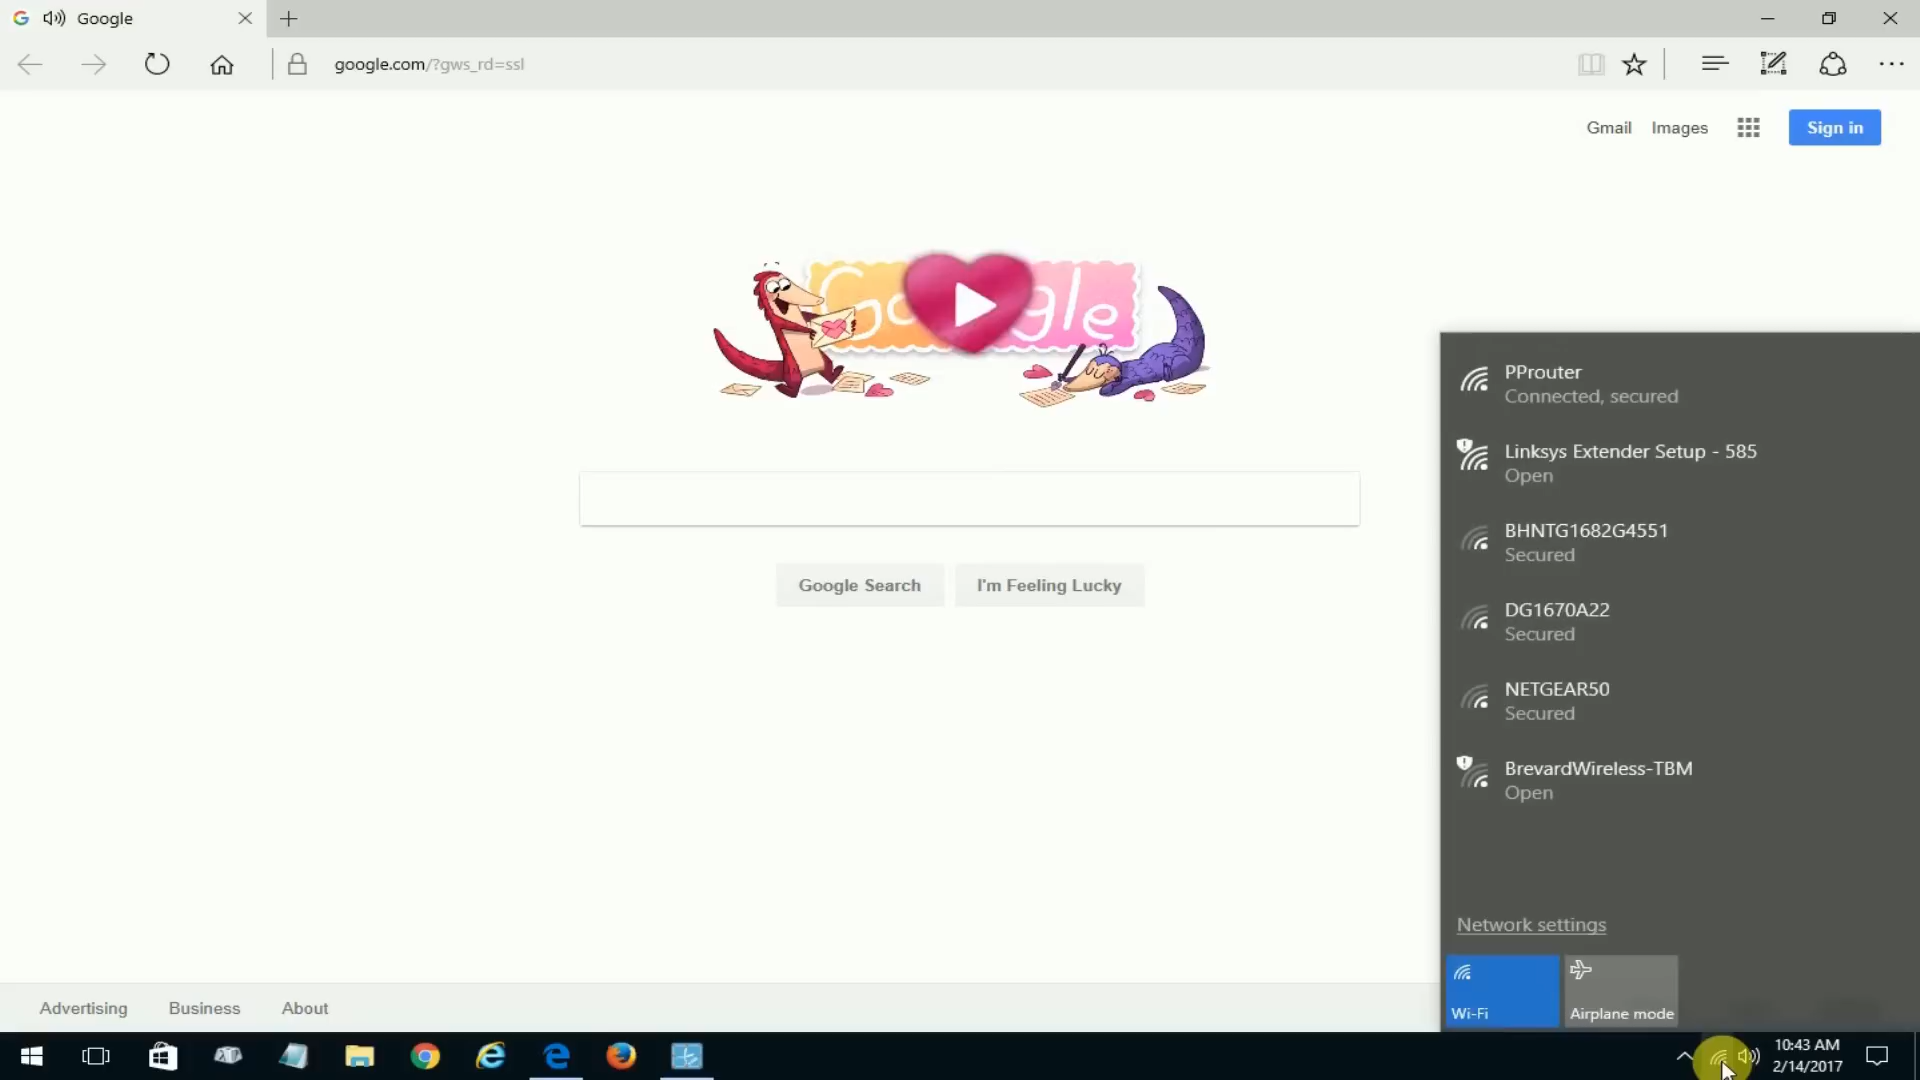 Google
google.com/?gws_rd=ssl
Gmail Images Sign in
Google
Google Search I'm Feeling Lucky
PProuter
Connected, secured
Linksys Extender Setup - 585
Open
BHNTG1682G4551
Secured
DG1670A22
Secured
NETGEAR50
Secured
BrevardWireless-TBM
Open
Network settings
Wi-Fi Airplane mode
Advertising Business About
10:43 AM
2/14/2017